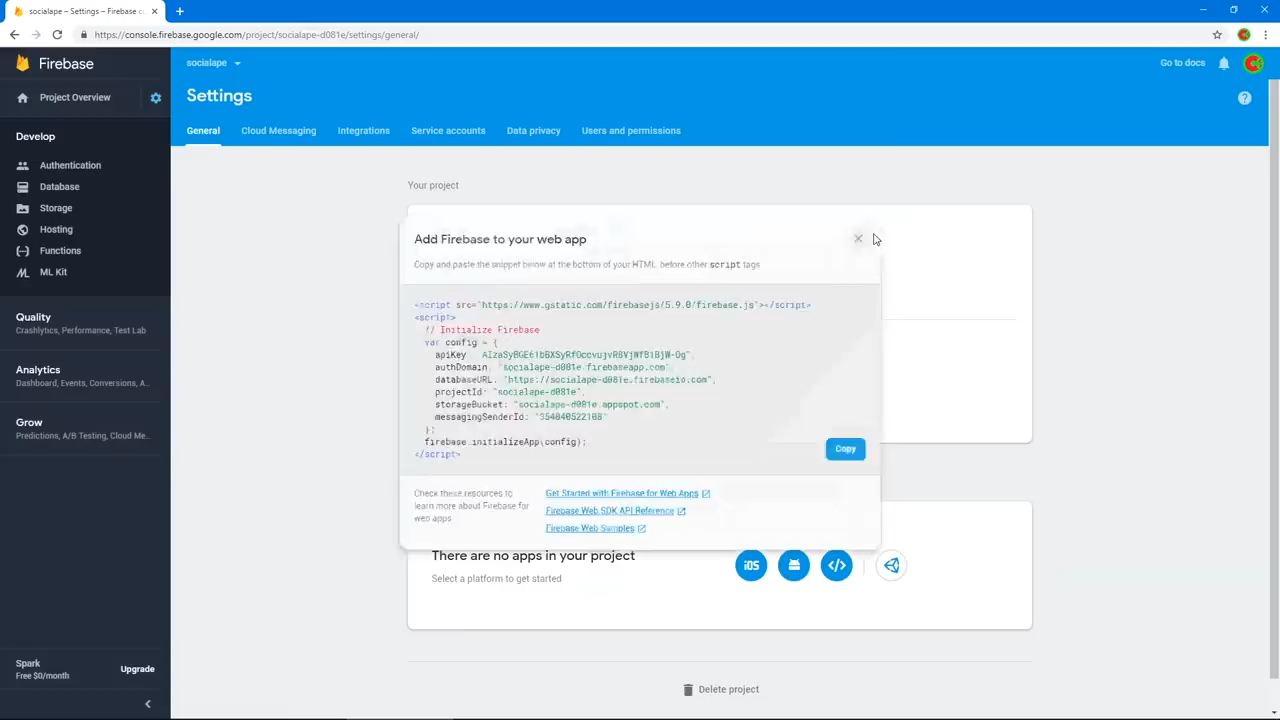 socialape – Settings – Firebase c
https://console.firebase.google.com/project/socialape-d081e/settings/general/
Firebase
socialape
Go to docs
Project Overview
Settings
General
Cloud Messaging
Integrations
Service accounts
Data privacy
Users and permissions
Develop
Authentication
Database
Storage
Hosting
Functions
ML Kit
Quality
Crashlytics, Performance, Test Lab
Analytics
Dashboard, Events, Conversions, A..
Grow
Predictions, A/B Testing, Cloud Me...
Spark
Free $0/month
Upgrade
Your project
Add Firebase to your web app
Copy and paste the snippet below at the bottom of your HTML, before other script tags
<script src="https://www.gstatic.com/firebasejs/5.9.0/firebase.js"></script>
<script>
// Initialize Firebase
var config = {
apiKey
authDomain: "socialape-d081e.firebaseapp.com",
databaseURL: "https://socialape-d081e.firebaseio.com",
projectId: "socialape-d081e",
storageBucket: "socialape-d081e.appspot.com",
messagingSenderId:
};
firebase.initializeApp(config);
</script>
Copy
Check these resources to
learn more about Firebase for
web apps
Get Started with Firebase for Web Apps
Firebase Web SDK API Reference
Firebase Web Samples
There are no apps in your project
Select a platform to get started
iOS
Delete project